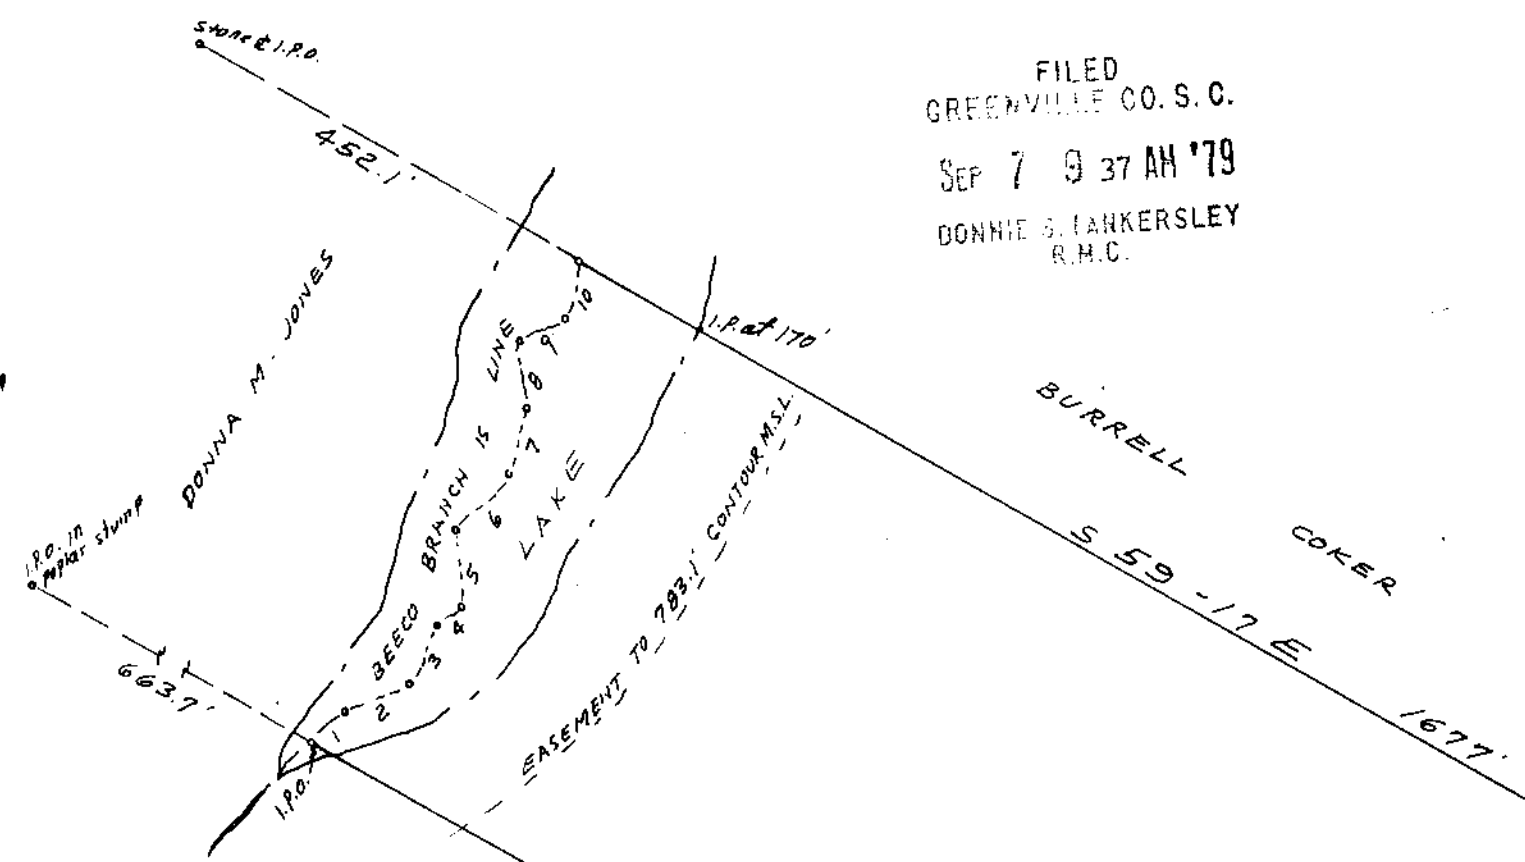 stone & I.P.O.
452.1'
FILED
GREENVILLE CO. S. C.
SEP 7 9 37 AM '79
DONNIE S. TANKERSLEY
R.M.C.
DONNA M. JONES
I.P. at 170'
BEECO BRANCH IS LINE
LAKE
1
2
3
4
5
6
7
8
9
10
EASEMENT TO 783.1' CONTOUR M.S.L.
BURRELL COKER
S 59 -17 E
1677'
I.P.O. in
poplar stump
663.7'
I.P.O.